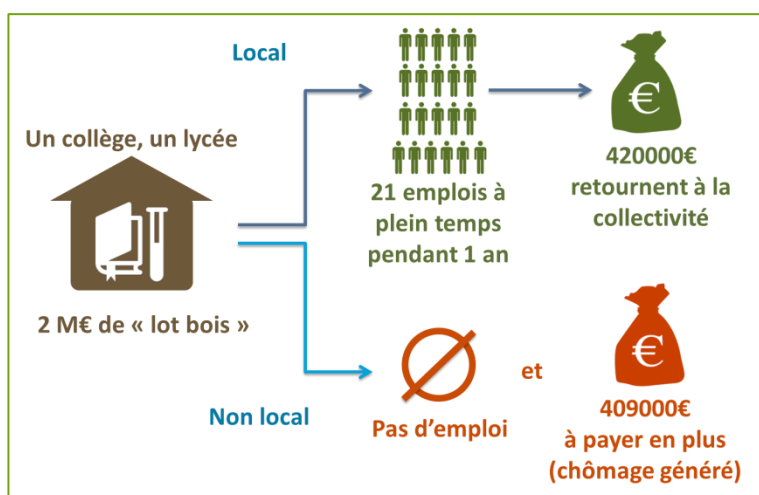 Local
Un collège, un lycée
2 M€ de « lot bois »
21 emplois à
plein temps
pendant 1 an
€
420000€
retournent à la
collectivité
Non local
Pas d'emploi
et
€
409000€
à payer en plus
(chômage généré)